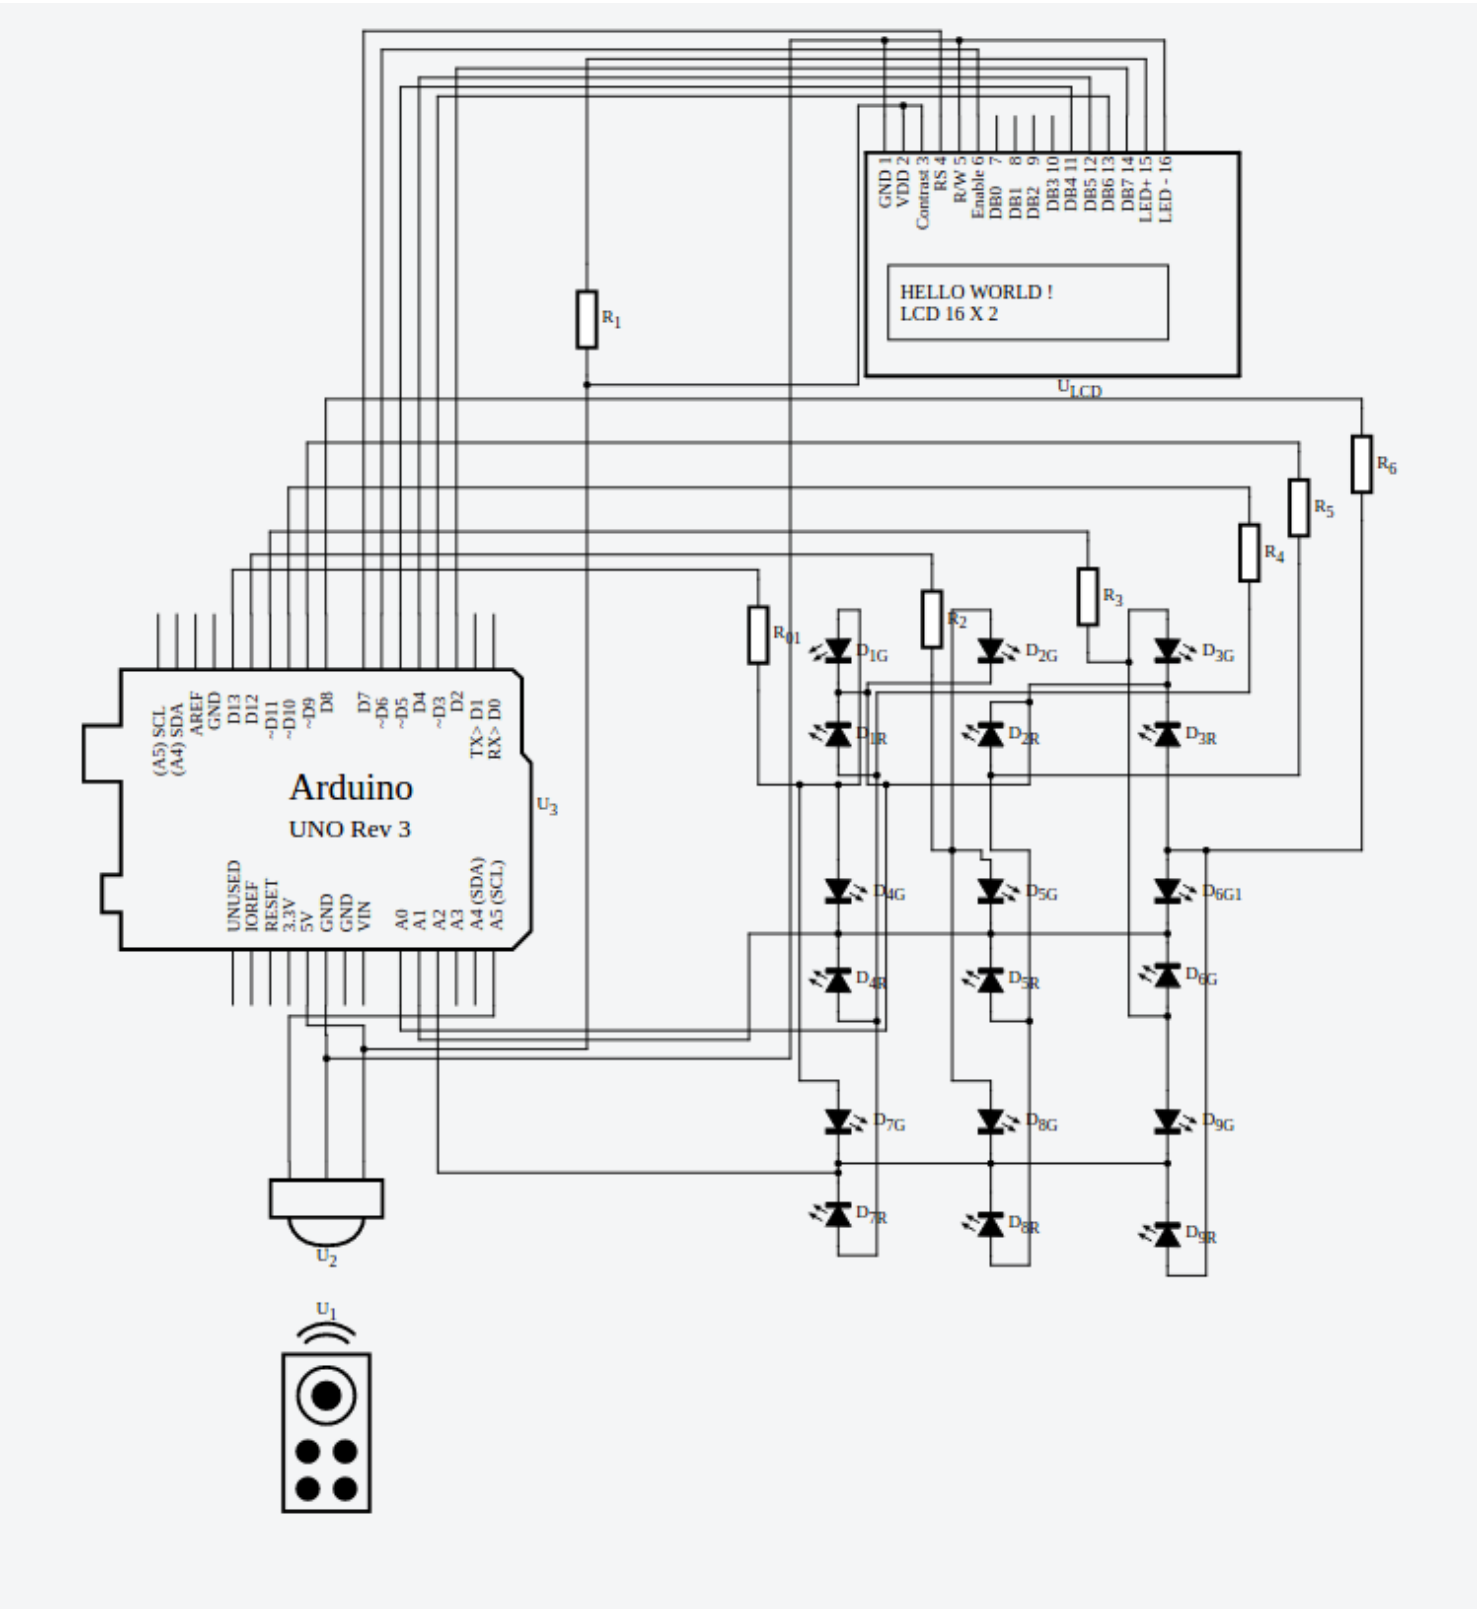 GND 1
VDD 2
Contrast 3
RS 4
R/W 5
Enable 6
DB0 7
DB1 8
DB2 9
DB3 10
DB4 11
DB5 12
DB6 13
DB7 14
LED+ 15
LED - 16
HELLO WORLD !
LCD 16 X 2
ULCD
R1
R6
R5
R4
R3
R2
R01
D1G
D2G
D3G
D1R
D2R
D3R
(A5) SCL
(A4) SDA
AREF
GND
D13
D12
~D11
~D10
~D9
D8
D7
~D6
~D5
D4
~D3
D2
TX> D1
RX> D0
Arduino
UNO Rev 3
U3
UNUSED
IOREF
RESET
3.3V
5V
GND
GND
VIN
A0
A1
A2
A3
A4 (SDA)
A5 (SCL)
D4G
D5G
D6G1
D4R
D5R
D6G
D7G
D8G
D9G
D7R
D8R
D9R
U2
U1